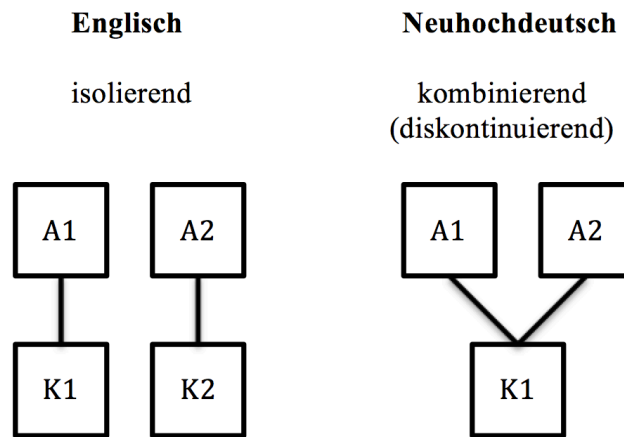 Englisch
isolierend
A1 A2
K1 K2
Neuhochdeutsch
kombinierend
(diskontinuierend)
A1 A2
K1